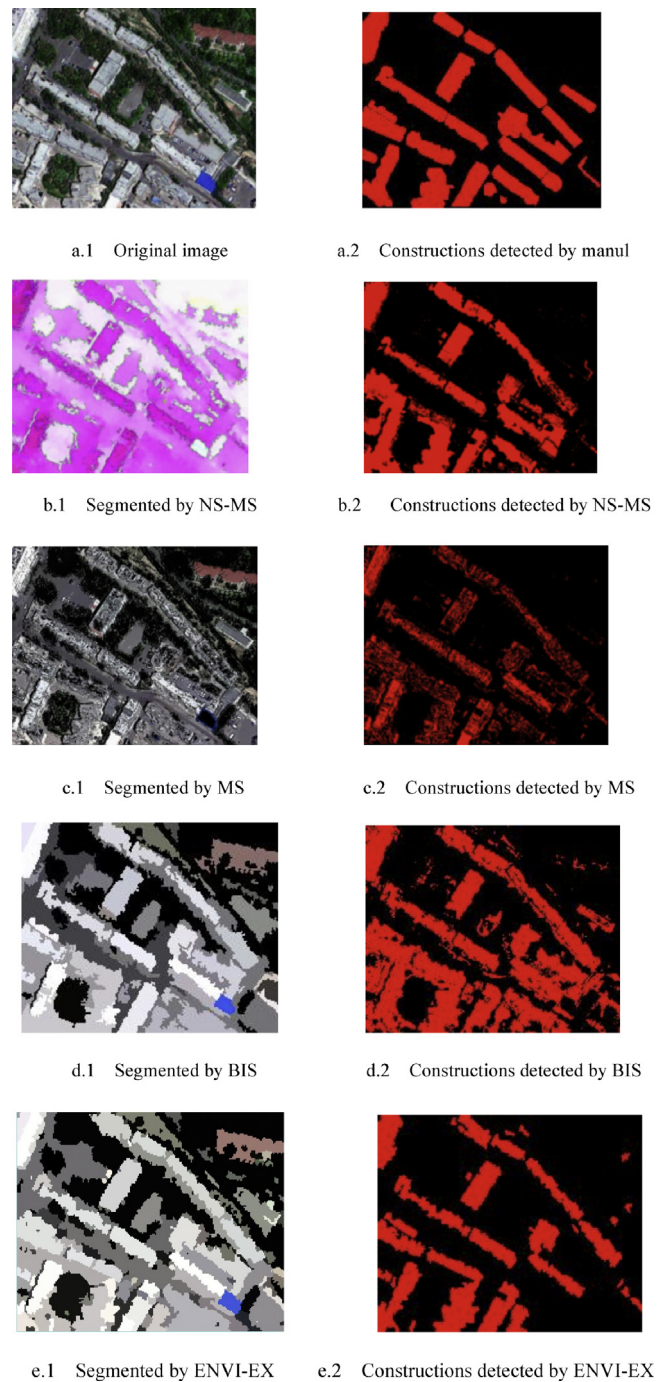 a.1 Original image
a.2 Constructions detected by manul
b.1 Segmented by NS-MS
b.2 Constructions detected by NS-MS
c.1 Segmented by MS
c.2 Constructions detected by MS
d.1 Segmented by BIS
d.2 Constructions detected by BIS
e.1 Segmented by ENVI-EX
e.2 Constructions detected by ENVI-EX